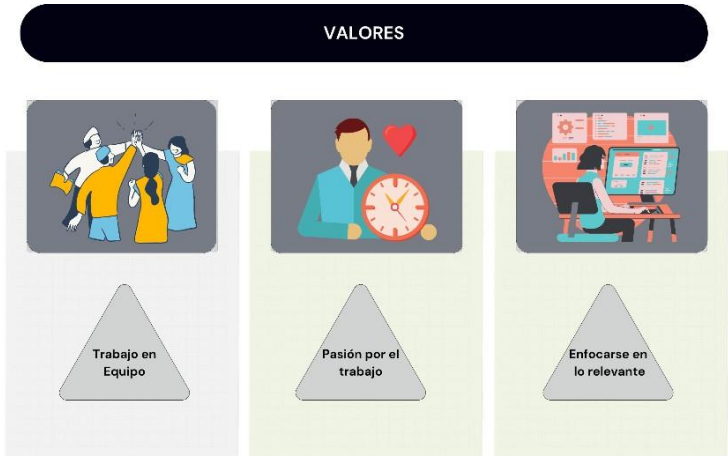 VALORES
Trabajo en
Equipo
Pasión por el
trabajo
Enfocarse en
lo relevante